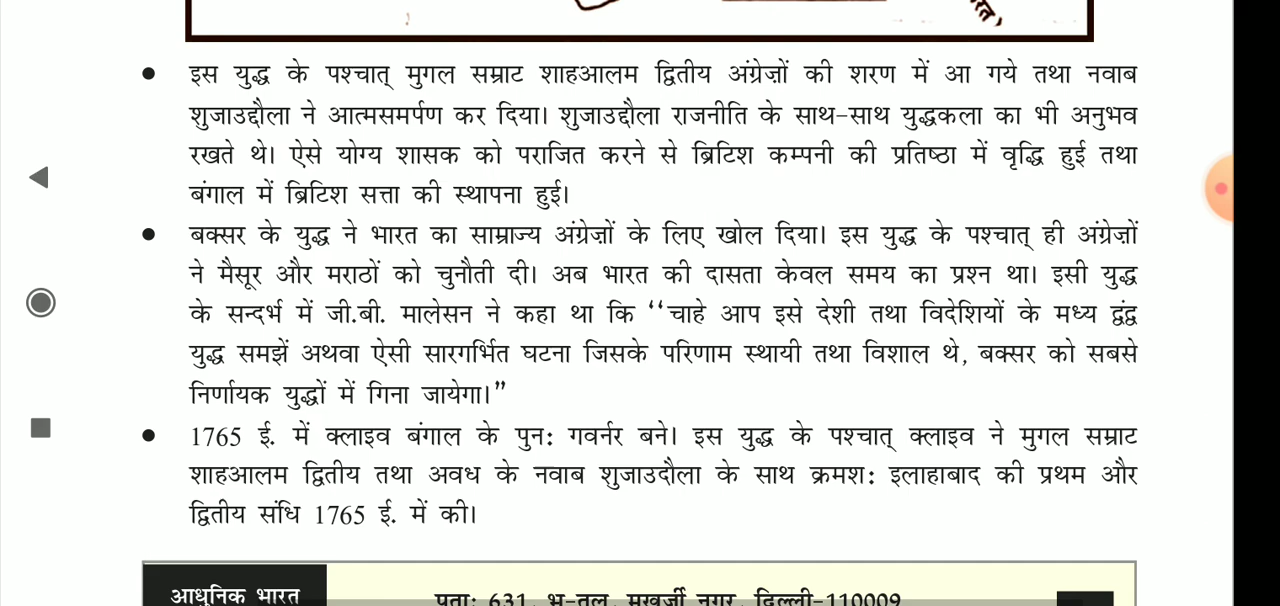 इस युद्ध के पश्चात् मुगल सम्राट शाहआलम द्वितीय अंग्रेज़ों की शरण में आ गये तथा नवाब
शुजाउद्दौला ने आत्मसमर्पण कर दिया। शुजाउद्दौला राजनीति के साथ-साथ युद्धकला का भी अनुभव
रखते थे। ऐसे योग्य शासक को पराजित करने से ब्रिटिश कम्पनी की प्रतिष्ठा में वृद्धि हुई तथा
बंगाल में ब्रिटिश सत्ता की स्थापना हुई।
बक्सर के युद्ध ने भारत का साम्राज्य अंग्रेज़ों के लिए खोल दिया। इस युद्ध के पश्चात् ही अंग्रेज़ों
ने मैसूर और मराठों को चुनौती दी। अब भारत की दासता केवल समय का प्रश्न था। इसी युद्ध
के सन्दर्भ में जी.बी. मालेसन ने कहा था कि ‘‘चाहे आप इसे देशी तथा विदेशियों के मध्य द्वंद्व
युद्ध समझें अथवा ऐसी सारगर्भित घटना जिसके परिणाम स्थायी तथा विशाल थे, बक्सर को सबसे
निर्णायक युद्धों में गिना जायेगा।”
1765 ई. में क्लाइव बंगाल के पुनः गवर्नर बने। इस युद्ध के पश्चात् क्लाइव ने मुगल सम्राट
शाहआलम द्वितीय तथा अवध के नवाब शुजाउदौला के साथ क्रमशः इलाहाबाद की प्रथम और
द्वितीय संधि 1765 ई. में की।
आधुनिक भारत
पताः 631, भू-तल, मुखर्जी नगर, दिल्ली-110009